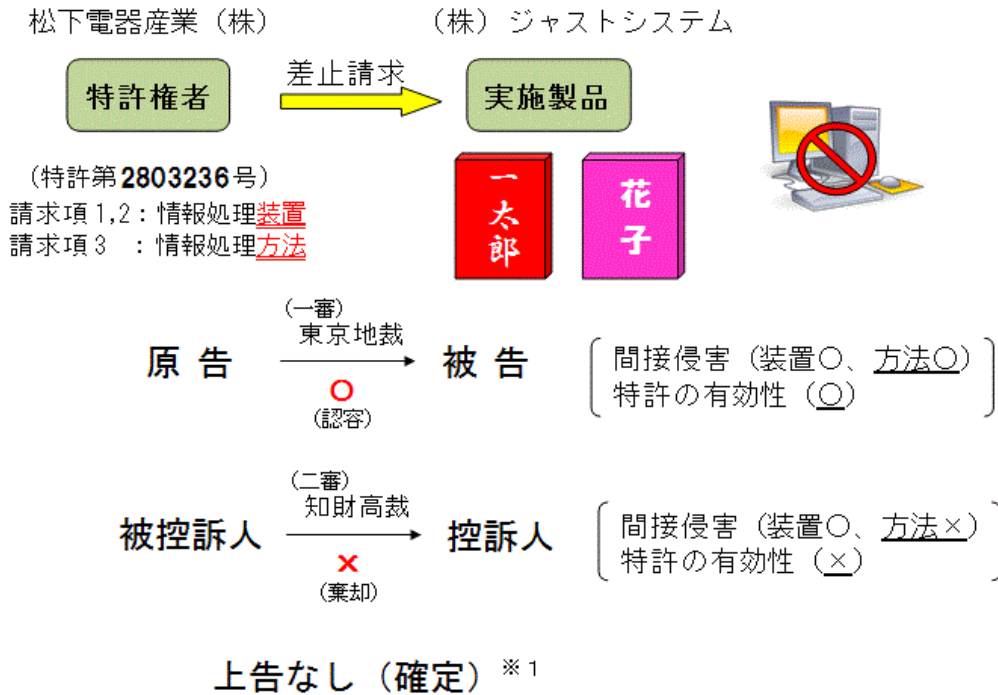 松下電器産業（株）
（株）ジャストシステム
特許権者
差止請求
実施製品
（特許第2803236号）
請求項1,2：情報処理装置
請求項3　：情報処理方法
一太郎
花子
（一審）
東京地裁
原 告
被 告
〇
（認容）
間接侵害（装置〇、方法〇）
特許の有効性（〇）
（二審）
知財高裁
被控訴人
控訴人
×
（棄却）
間接侵害（装置〇、方法×）
特許の有効性（×）
上告なし（確定）※1